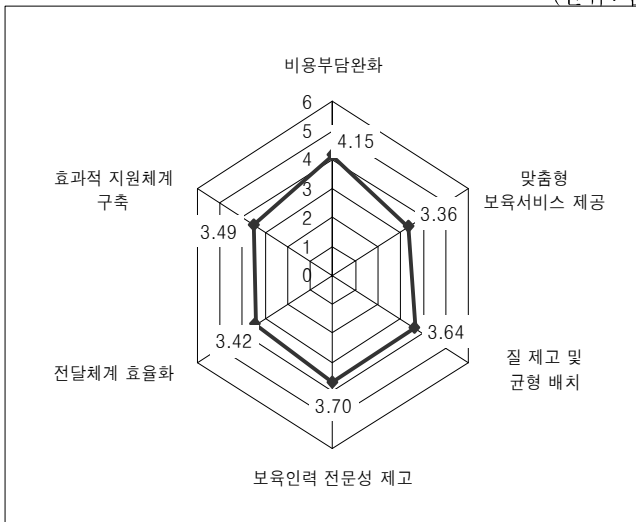 비용부담완화
6
5
4.15
4
효과적 지원체계
구축
맞춤형
보육서비스 제공
3
3.36
3.49
2
1
0
3.42
3.64
전달체계 효율화
질 제고 및
균형 배치
3.70
보육인력 전문성 제고